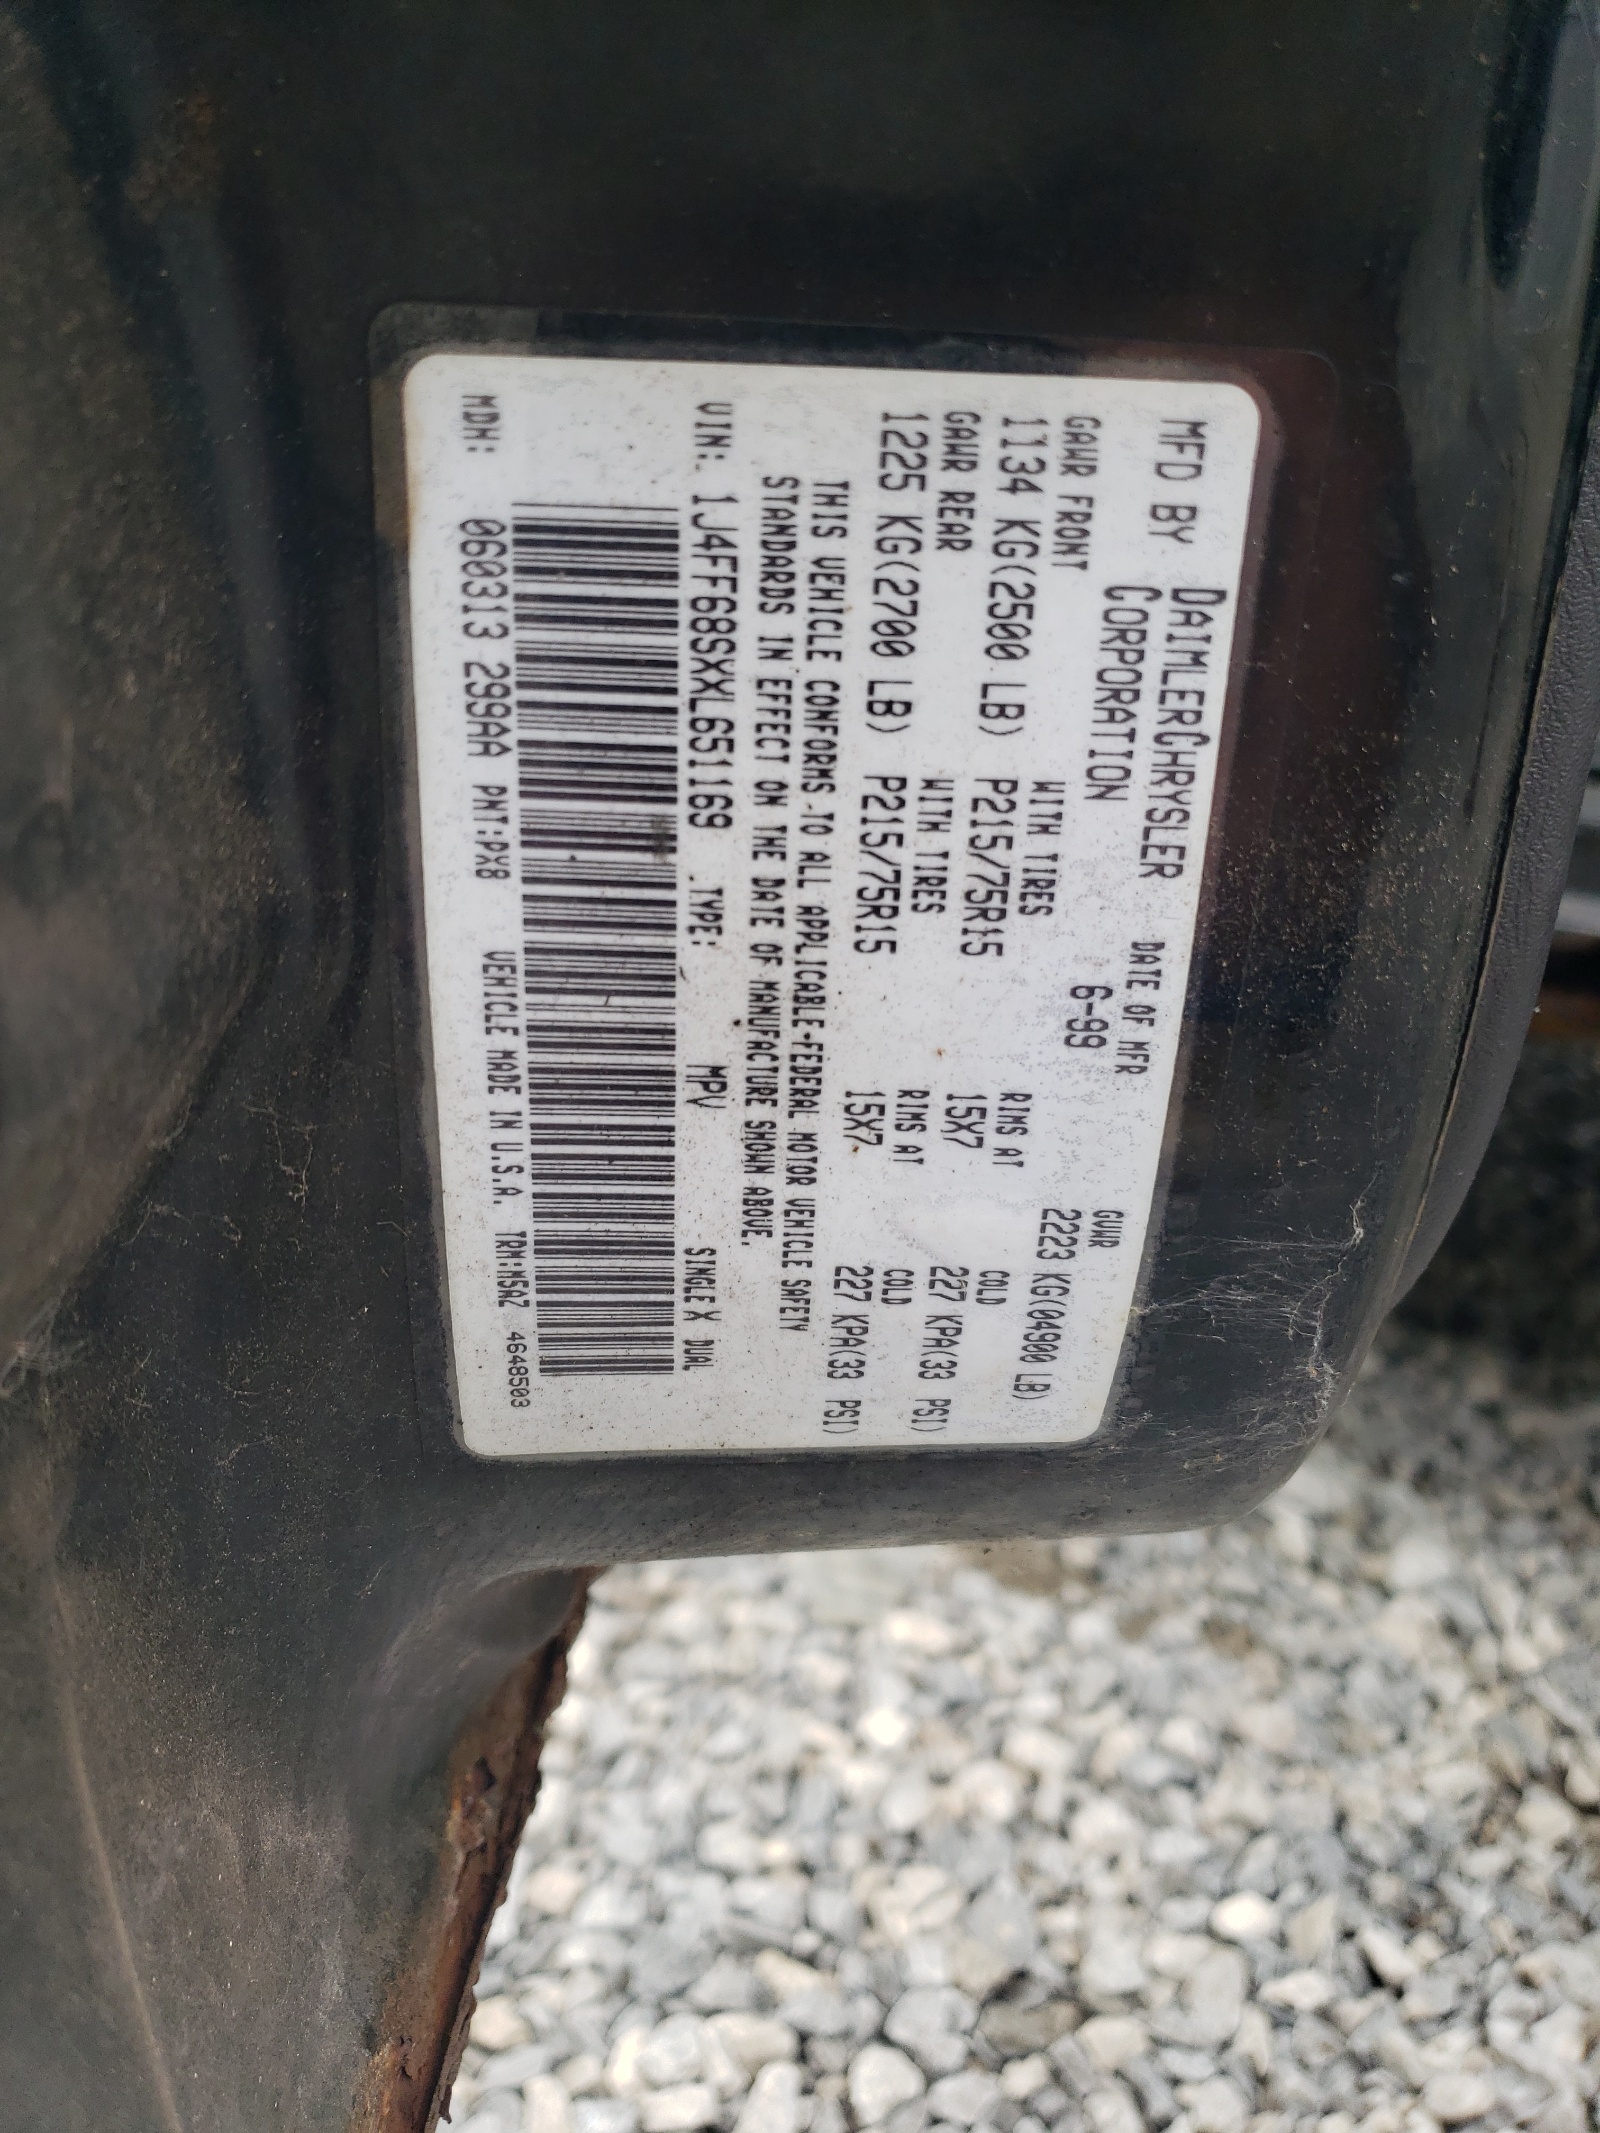 MFD BY DAIMLERCHRYSLER DATE OF MFR GVWR
CORPORATION 6-99 2223 KG(04900 LB)
GAWR FRONT WITH TIRES RIMS AT COLD
1134 KG(2500 LB) P215/75R15 15X7 227 KPA(33 PSI)
GAWR REAR WITH TIRES RIMS AT COLD
1225 KG(2700 LB) P215/75R15 15X7 227 KPA(33 PSI)
THIS VEHICLE CONFORMS TO ALL APPLICABLE FEDERAL MOTOR VEHICLE SAFETY
STANDARDS IN EFFECT ON THE DATE OF MANUFACTURE SHOWN ABOVE.
VIN: 1J4FF68SXXL651169 TYPE: MPV SINGLE X DUAL
MDH: 060313 299AA PNT:PX8 VEHICLE MADE IN U.S.A. TRM:M5AZ 4648503